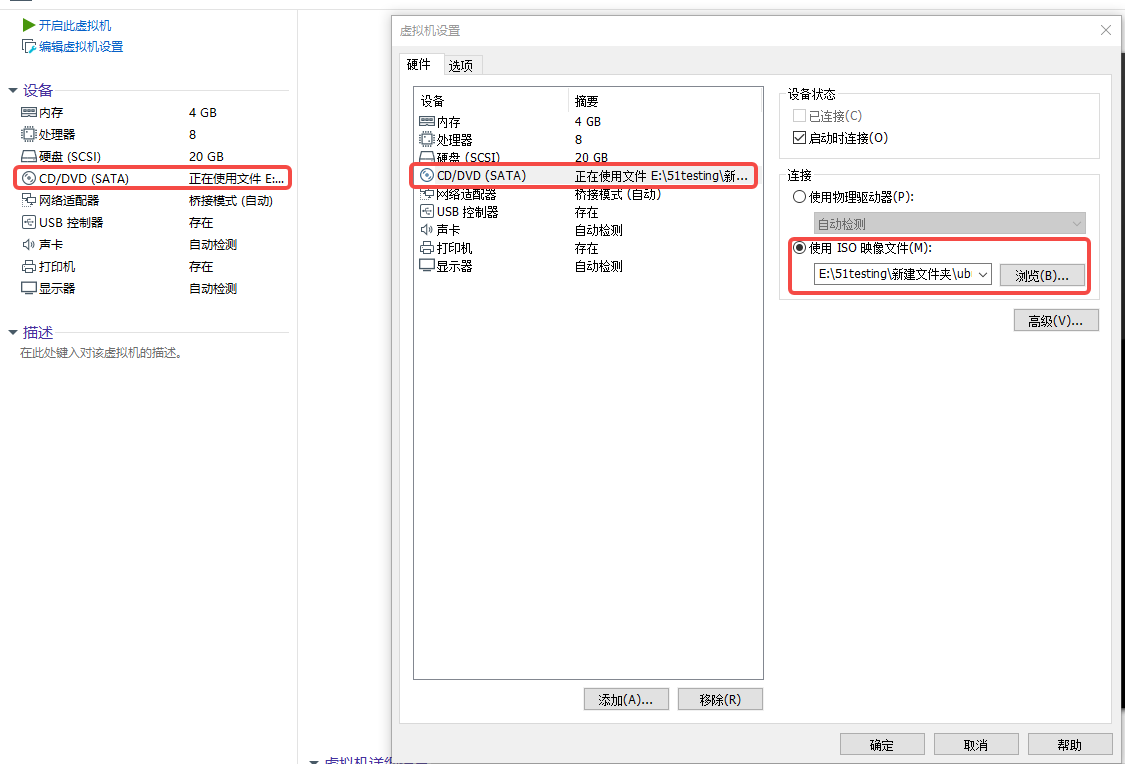 开启此虚拟机
编辑虚拟机设置
设备
内存 4 GB
处理器 8
硬盘 (SCSI) 20 GB
CD/DVD (SATA) 正在使用文件 E:...
网络适配器 桥接模式 (自动)
USB 控制器 存在
声卡 自动检测
打印机 存在
显示器 自动检测
描述
在此处键入对该虚拟机的描述。
虚拟机设置
硬件 选项
设备 摘要
内存 4 GB
处理器 8
硬盘 (SCSI) 20 GB
CD/DVD (SATA) 正在使用文件 E:\51testing\新...
网络适配器 桥接模式 (自动)
USB 控制器 存在
声卡 自动检测
打印机 存在
显示器 自动检测
添加(A)... 移除(R)
设备状态
已连接(C)
启动时连接(O)
连接
使用物理驱动器(P):
自动检测
使用 ISO 映像文件(M):
E:\51testing\新建文件夹\ub 浏览(B)...
高级(V)...
确定 取消 帮助